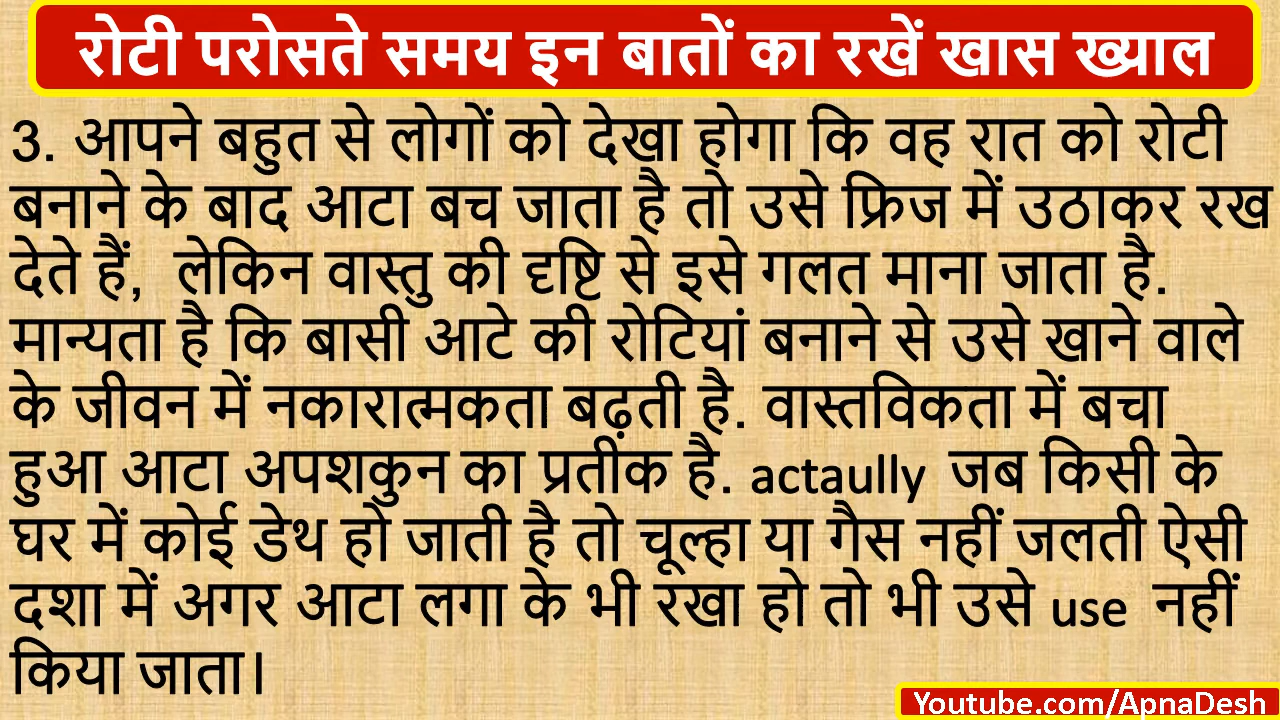 रोटी परोसते समय इन बातों का रखें खास ख्याल
3. आपने बहुत से लोगों को देखा होगा कि वह रात को रोटी
बनाने के बाद आटा बच जाता है तो उसे फ्रिज में उठाकर रख
देते हैं, लेकिन वास्तु की दृष्टि से इसे गलत माना जाता है.
मान्यता है कि बासी आटे की रोटियां बनाने से उसे खाने वाले
के जीवन में नकारात्मकता बढ़ती है. वास्तविकता में बचा
हुआ आटा अपशकुन का प्रतीक है. actaully जब किसी के
घर में कोई डेथ हो जाती है तो चूल्हा या गैस नहीं जलती ऐसी
दशा में अगर आटा लगा के भी रखा हो तो भी उसे use नहीं
किया जाता।
Youtube.com/ApnaDesh